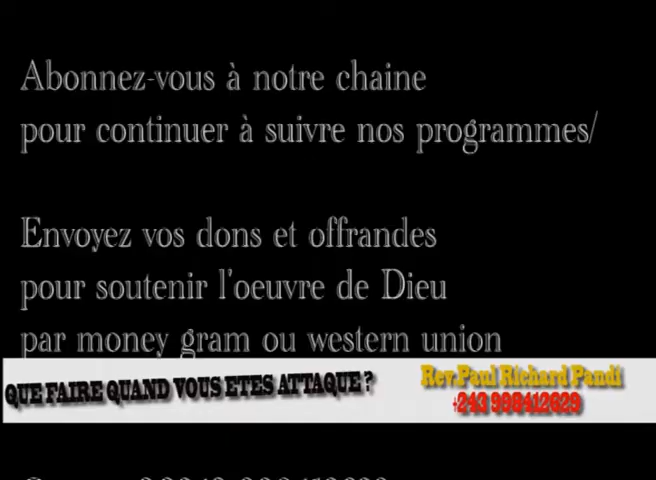 Abonnez-vous à notre chaine
pour continuer à suivre nos programmes/
Envoyez vos dons et offrandes
pour soutenir l'oeuvre de Dieu
par money gram ou western union
QUE FAIRE QUAND VOUS ETES ATTAQUE ?
Rev.Paul Richard Pandi
+243 998412629